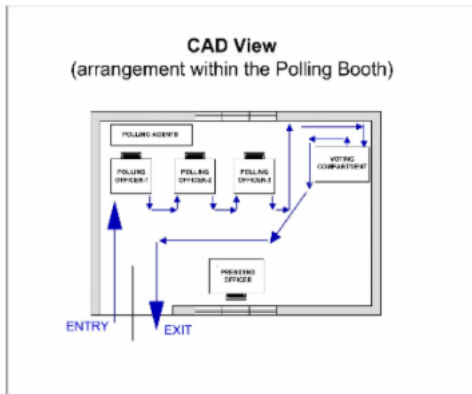 CAD View
(arrangement within the Polling Booth)
POLLING AGENTS
POLLING
OFFICER-1
POLLING
OFFICER-2
POLLING
OFFICER-3
VOTING
COMPARTMENT
PRESIDING
OFFICER
ENTRY
EXIT